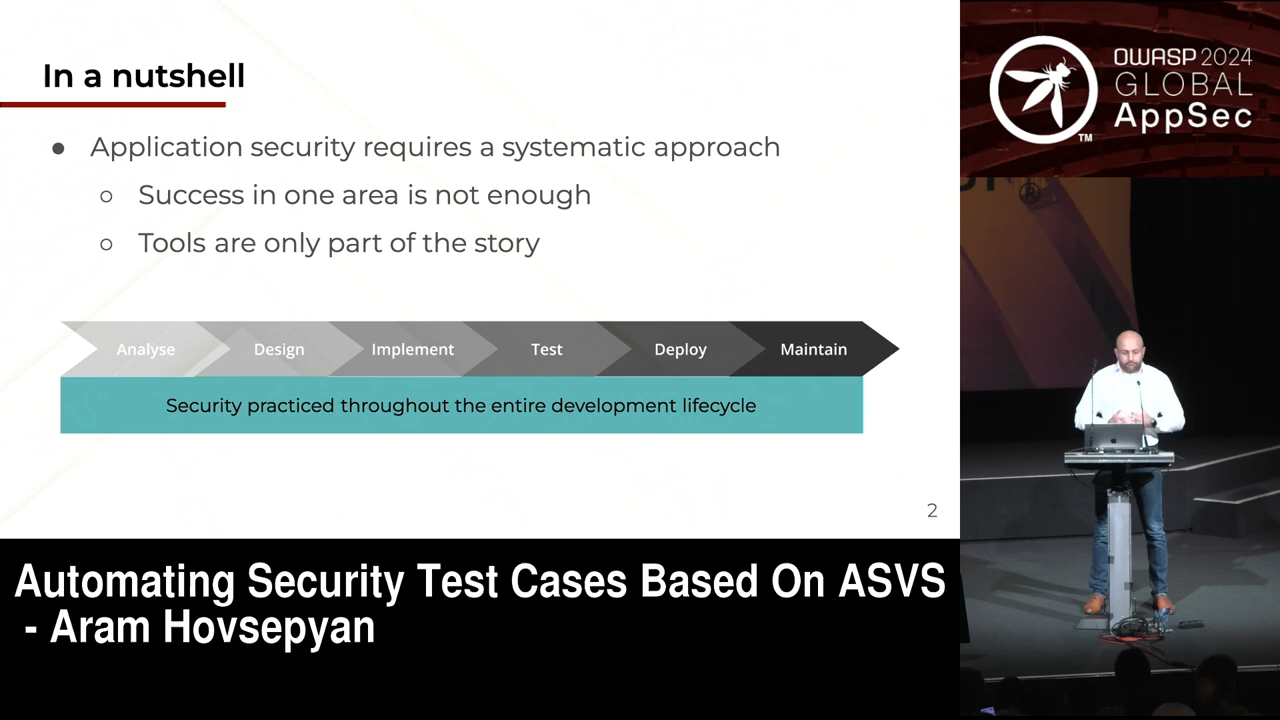 In a nutshell
● Application security requires a systematic approach
○ Success in one area is not enough
○ Tools are only part of the story
Analyse
Design
Implement
Test
Deploy
Maintain
Security practiced throughout the entire development lifecycle
2
Automating Security Test Cases Based On ASVS
- Aram Hovsepyan
OWASP 2024
GLOBAL
AppSec
TM